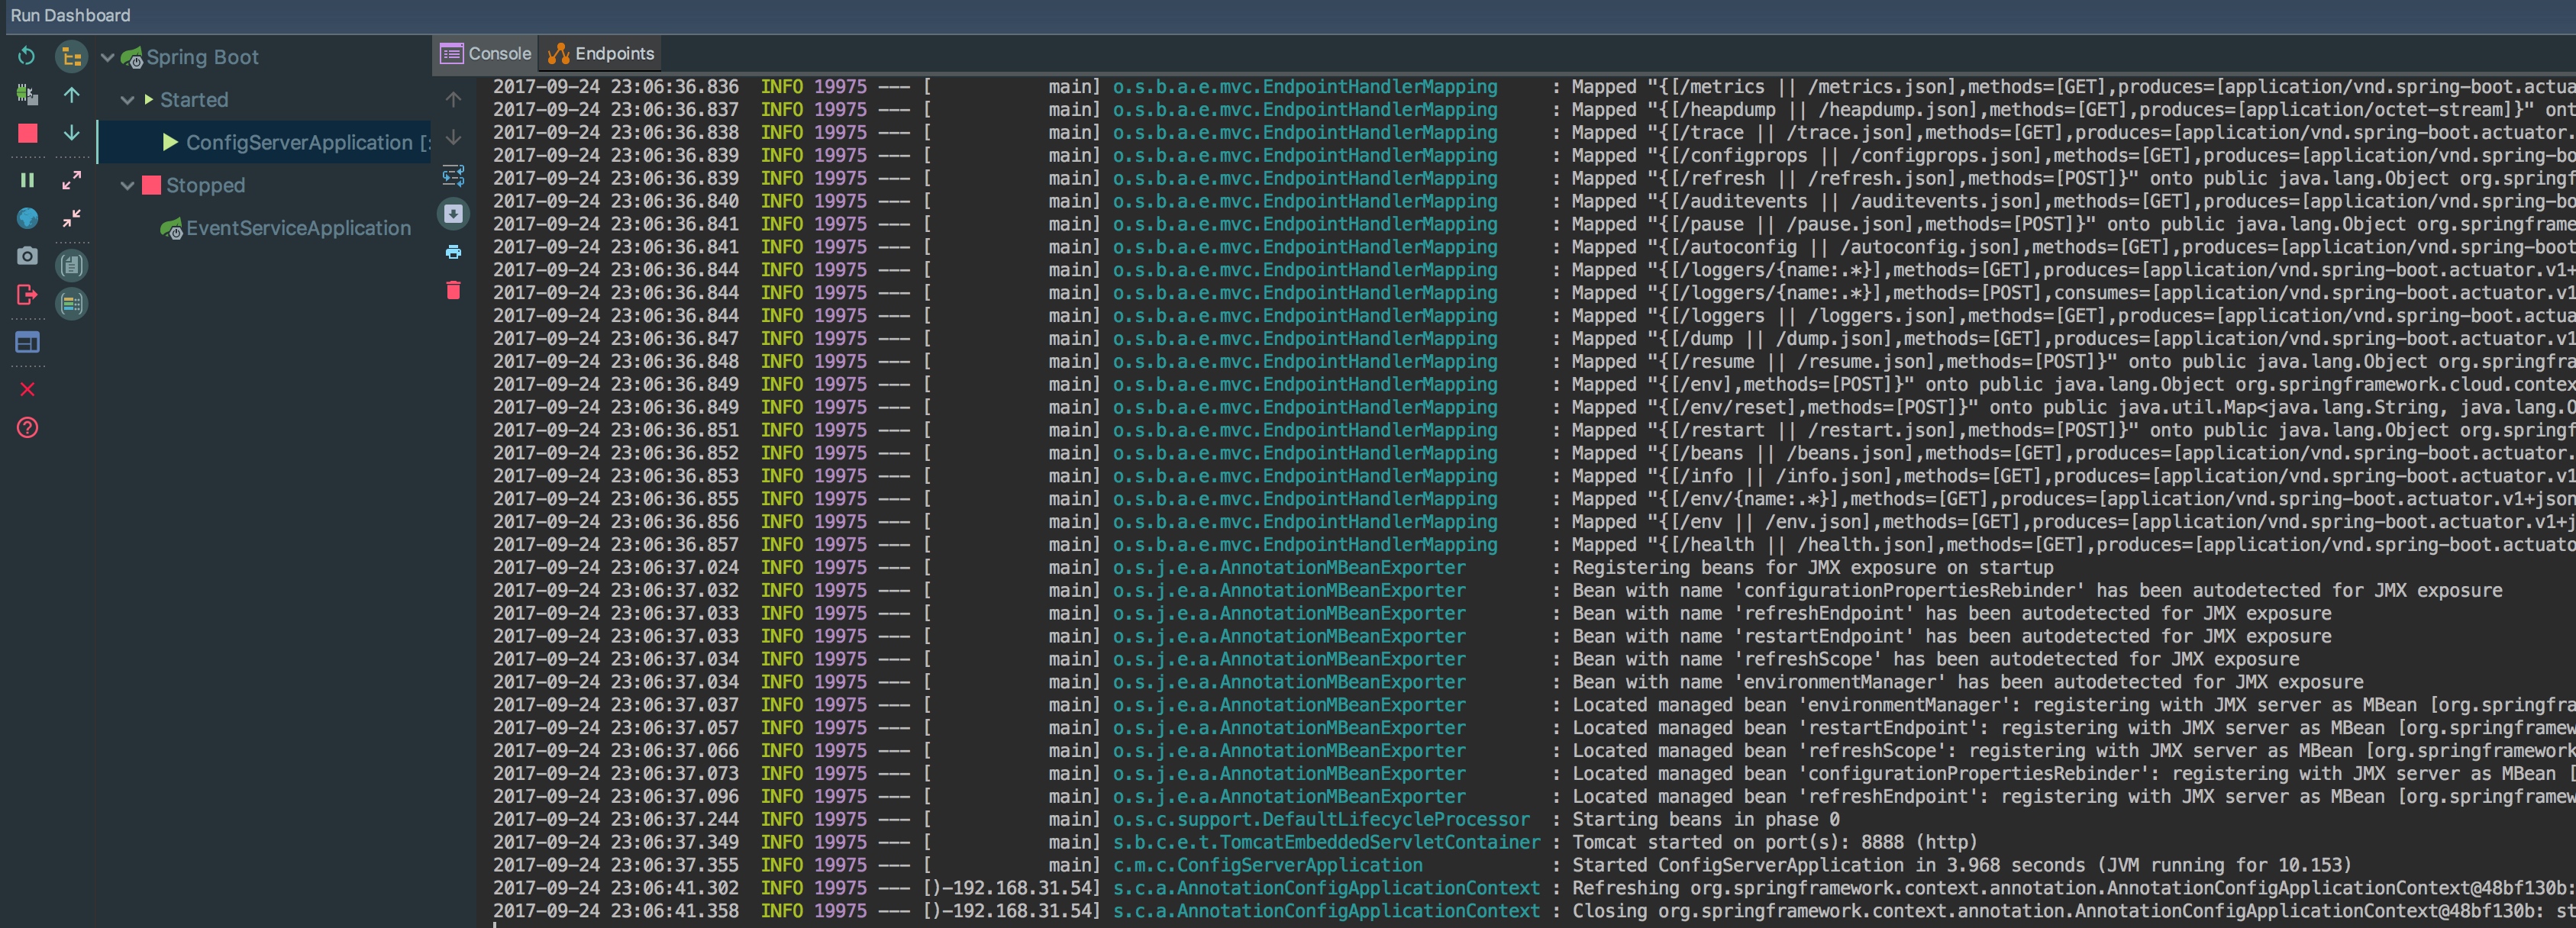 Run Dashboard
Spring Boot
Started
ConfigServerApplication [:
Stopped
EventServiceApplication
Console
Endpoints
2017-09-24 23:06:36.836  INFO 19975 --- [           main] o.s.b.a.e.mvc.EndpointHandlerMapping     : Mapped "{[/metrics || /metrics.json],methods=[GET],produces=[application/vnd.spring-boot.actua
2017-09-24 23:06:36.837  INFO 19975 --- [           main] o.s.b.a.e.mvc.EndpointHandlerMapping     : Mapped "{[/heapdump || /heapdump.json],methods=[GET],produces=[application/octet-stream]}" ont
2017-09-24 23:06:36.838  INFO 19975 --- [           main] o.s.b.a.e.mvc.EndpointHandlerMapping     : Mapped "{[/trace || /trace.json],methods=[GET],produces=[application/vnd.spring-boot.actuator.
2017-09-24 23:06:36.839  INFO 19975 --- [           main] o.s.b.a.e.mvc.EndpointHandlerMapping     : Mapped "{[/configprops || /configprops.json],methods=[GET],produces=[application/vnd.spring-bo
2017-09-24 23:06:36.839  INFO 19975 --- [           main] o.s.b.a.e.mvc.EndpointHandlerMapping     : Mapped "{[/refresh || /refresh.json],methods=[POST]}" onto public java.lang.Object org.springf
2017-09-24 23:06:36.840  INFO 19975 --- [           main] o.s.b.a.e.mvc.EndpointHandlerMapping     : Mapped "{[/auditevents || /auditevents.json],methods=[GET],produces=[application/vnd.spring-bo
2017-09-24 23:06:36.841  INFO 19975 --- [           main] o.s.b.a.e.mvc.EndpointHandlerMapping     : Mapped "{[/pause || /pause.json],methods=[POST]}" onto public java.lang.Object org.springframe
2017-09-24 23:06:36.841  INFO 19975 --- [           main] o.s.b.a.e.mvc.EndpointHandlerMapping     : Mapped "{[/autoconfig || /autoconfig.json],methods=[GET],produces=[application/vnd.spring-boot
2017-09-24 23:06:36.844  INFO 19975 --- [           main] o.s.b.a.e.mvc.EndpointHandlerMapping     : Mapped "{[/loggers/{name:.*}],methods=[GET],produces=[application/vnd.spring-boot.actuator.v1+
2017-09-24 23:06:36.844  INFO 19975 --- [           main] o.s.b.a.e.mvc.EndpointHandlerMapping     : Mapped "{[/loggers/{name:.*}],methods=[POST],consumes=[application/vnd.spring-boot.actuator.v1
2017-09-24 23:06:36.844  INFO 19975 --- [           main] o.s.b.a.e.mvc.EndpointHandlerMapping     : Mapped "{[/loggers || /loggers.json],methods=[GET],produces=[application/vnd.spring-boot.actua
2017-09-24 23:06:36.847  INFO 19975 --- [           main] o.s.b.a.e.mvc.EndpointHandlerMapping     : Mapped "{[/dump || /dump.json],methods=[GET],produces=[application/vnd.spring-boot.actuator.v1
2017-09-24 23:06:36.848  INFO 19975 --- [           main] o.s.b.a.e.mvc.EndpointHandlerMapping     : Mapped "{[/resume || /resume.json],methods=[POST]}" onto public java.lang.Object org.springfra
2017-09-24 23:06:36.849  INFO 19975 --- [           main] o.s.b.a.e.mvc.EndpointHandlerMapping     : Mapped "{[/env],methods=[POST]}" onto public java.lang.Object org.springframework.cloud.contex
2017-09-24 23:06:36.849  INFO 19975 --- [           main] o.s.b.a.e.mvc.EndpointHandlerMapping     : Mapped "{[/env/reset],methods=[POST]}" onto public java.util.Map<java.lang.String, java.lang.O
2017-09-24 23:06:36.851  INFO 19975 --- [           main] o.s.b.a.e.mvc.EndpointHandlerMapping     : Mapped "{[/restart || /restart.json],methods=[POST]}" onto public java.lang.Object org.springf
2017-09-24 23:06:36.852  INFO 19975 --- [           main] o.s.b.a.e.mvc.EndpointHandlerMapping     : Mapped "{[/beans || /beans.json],methods=[GET],produces=[application/vnd.spring-boot.actuator.
2017-09-24 23:06:36.853  INFO 19975 --- [           main] o.s.b.a.e.mvc.EndpointHandlerMapping     : Mapped "{[/info || /info.json],methods=[GET],produces=[application/vnd.spring-boot.actuator.v1
2017-09-24 23:06:36.855  INFO 19975 --- [           main] o.s.b.a.e.mvc.EndpointHandlerMapping     : Mapped "{[/env/{name:.*}],methods=[GET],produces=[application/vnd.spring-boot.actuator.v1+json
2017-09-24 23:06:36.856  INFO 19975 --- [           main] o.s.b.a.e.mvc.EndpointHandlerMapping     : Mapped "{[/env || /env.json],methods=[GET],produces=[application/vnd.spring-boot.actuator.v1+j
2017-09-24 23:06:36.857  INFO 19975 --- [           main] o.s.b.a.e.mvc.EndpointHandlerMapping     : Mapped "{[/health || /health.json],methods=[GET],produces=[application/vnd.spring-boot.actuato
2017-09-24 23:06:37.024  INFO 19975 --- [           main] o.s.j.e.a.AnnotationMBeanExporter        : Registering beans for JMX exposure on startup
2017-09-24 23:06:37.032  INFO 19975 --- [           main] o.s.j.e.a.AnnotationMBeanExporter        : Bean with name 'configurationPropertiesRebinder' has been autodetected for JMX exposure
2017-09-24 23:06:37.033  INFO 19975 --- [           main] o.s.j.e.a.AnnotationMBeanExporter        : Bean with name 'refreshEndpoint' has been autodetected for JMX exposure
2017-09-24 23:06:37.033  INFO 19975 --- [           main] o.s.j.e.a.AnnotationMBeanExporter        : Bean with name 'restartEndpoint' has been autodetected for JMX exposure
2017-09-24 23:06:37.034  INFO 19975 --- [           main] o.s.j.e.a.AnnotationMBeanExporter        : Bean with name 'refreshScope' has been autodetected for JMX exposure
2017-09-24 23:06:37.034  INFO 19975 --- [           main] o.s.j.e.a.AnnotationMBeanExporter        : Bean with name 'environmentManager' has been autodetected for JMX exposure
2017-09-24 23:06:37.037  INFO 19975 --- [           main] o.s.j.e.a.AnnotationMBeanExporter        : Located managed bean 'environmentManager': registering with JMX server as MBean [org.springfra
2017-09-24 23:06:37.057  INFO 19975 --- [           main] o.s.j.e.a.AnnotationMBeanExporter        : Located managed bean 'restartEndpoint': registering with JMX server as MBean [org.springframew
2017-09-24 23:06:37.066  INFO 19975 --- [           main] o.s.j.e.a.AnnotationMBeanExporter        : Located managed bean 'refreshScope': registering with JMX server as MBean [org.springframework
2017-09-24 23:06:37.073  INFO 19975 --- [           main] o.s.j.e.a.AnnotationMBeanExporter        : Located managed bean 'configurationPropertiesRebinder': registering with JMX server as MBean [
2017-09-24 23:06:37.096  INFO 19975 --- [           main] o.s.j.e.a.AnnotationMBeanExporter        : Located managed bean 'refreshEndpoint': registering with JMX server as MBean [org.springframew
2017-09-24 23:06:37.244  INFO 19975 --- [           main] o.s.c.support.DefaultLifecycleProcessor  : Starting beans in phase 0
2017-09-24 23:06:37.349  INFO 19975 --- [           main] s.b.c.e.t.TomcatEmbeddedServletContainer : Tomcat started on port(s): 8888 (http)
2017-09-24 23:06:37.355  INFO 19975 --- [           main] c.m.c.ConfigServerApplication            : Started ConfigServerApplication in 3.968 seconds (JVM running for 10.153)
2017-09-24 23:06:41.302  INFO 19975 --- [)-192.168.31.54] s.c.a.AnnotationConfigApplicationContext : Refreshing org.springframework.context.annotation.AnnotationConfigApplicationContext@48bf130b:
2017-09-24 23:06:41.358  INFO 19975 --- [)-192.168.31.54] s.c.a.AnnotationConfigApplicationContext : Closing org.springframework.context.annotation.AnnotationConfigApplicationContext@48bf130b: st